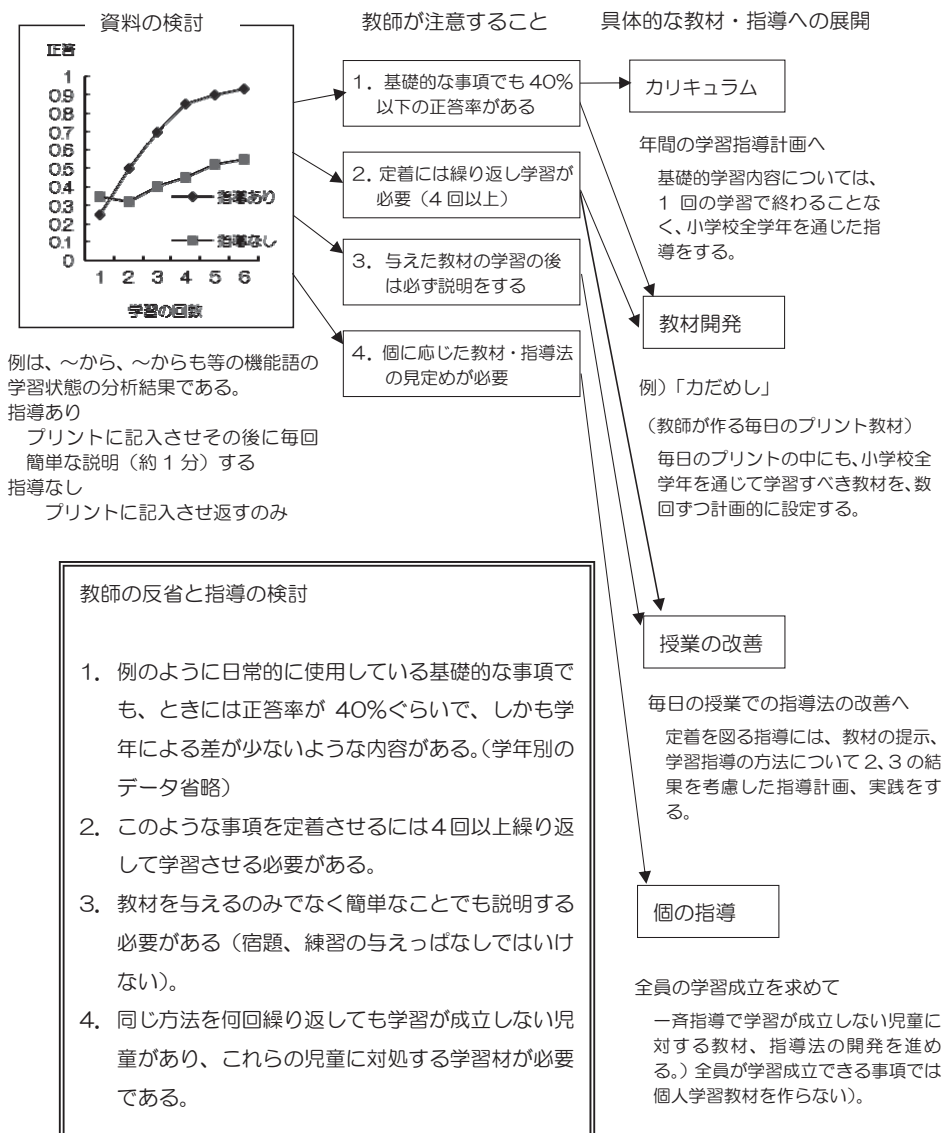 資料の検討
教師が注意すること
具体的な教材・指導への展開
正答
1
0.9
0.8
0.7
0.6
0.5
0.4
0.3
0.2
0.1
0
指導あり
指導なし
1 2 3 4 5 6
学習の回数
例は、～から、～からも等の機能語の
学習状態の分析結果である。
指導あり
プリントに記入させその後に毎回
簡単な説明（約1分）する
指導なし
プリントに記入させ返すのみ
1．基礎的な事項でも40%
以下の正答率がある
2．定着には繰り返し学習が
必要（4回以上）
3．与えた教材の学習の後
は必ず説明をする
4．個に応じた教材・指導法
の見定めが必要
カリキュラム
年間の学習指導計画へ
基礎的学習内容については、
1 回の学習で終わることな
く、小学校全学年を通じた指
導をする。
教材開発
例）「力だめし」
（教師が作る毎日のプリント教材）
毎日のプリントの中にも、小学校全
学年を通じて学習すべき教材を、数
回ずつ計画的に設定する。
授業の改善
毎日の授業での指導法の改善へ
定着を図る指導には、教材の提示、
学習指導の方法について2、3の結
果を考慮した指導計画、実践をす
る。
個の指導
全員の学習成立を求めて
一斉指導で学習が成立しない児童に
対する教材、指導法の開発を進め
る。）全員が学習成立できる事項では
個人学習教材を作らない）。
教師の反省と指導の検討
1．例のように日常的に使用している基礎的な事項で
も、ときには正答率が 40%ぐらいで、しかも学
年による差が少ないような内容がある。（学年別の
データ省略）
2．このような事項を定着させるには4回以上繰り返
して学習させる必要がある。
3．教材を与えるのみでなく簡単なことでも説明する
必要がある（宿題、練習の与えっぱなしではいけ
ない）。
4．同じ方法を何回繰り返しても学習が成立しない児
童があり、これらの児童に対処する学習材が必要
である。